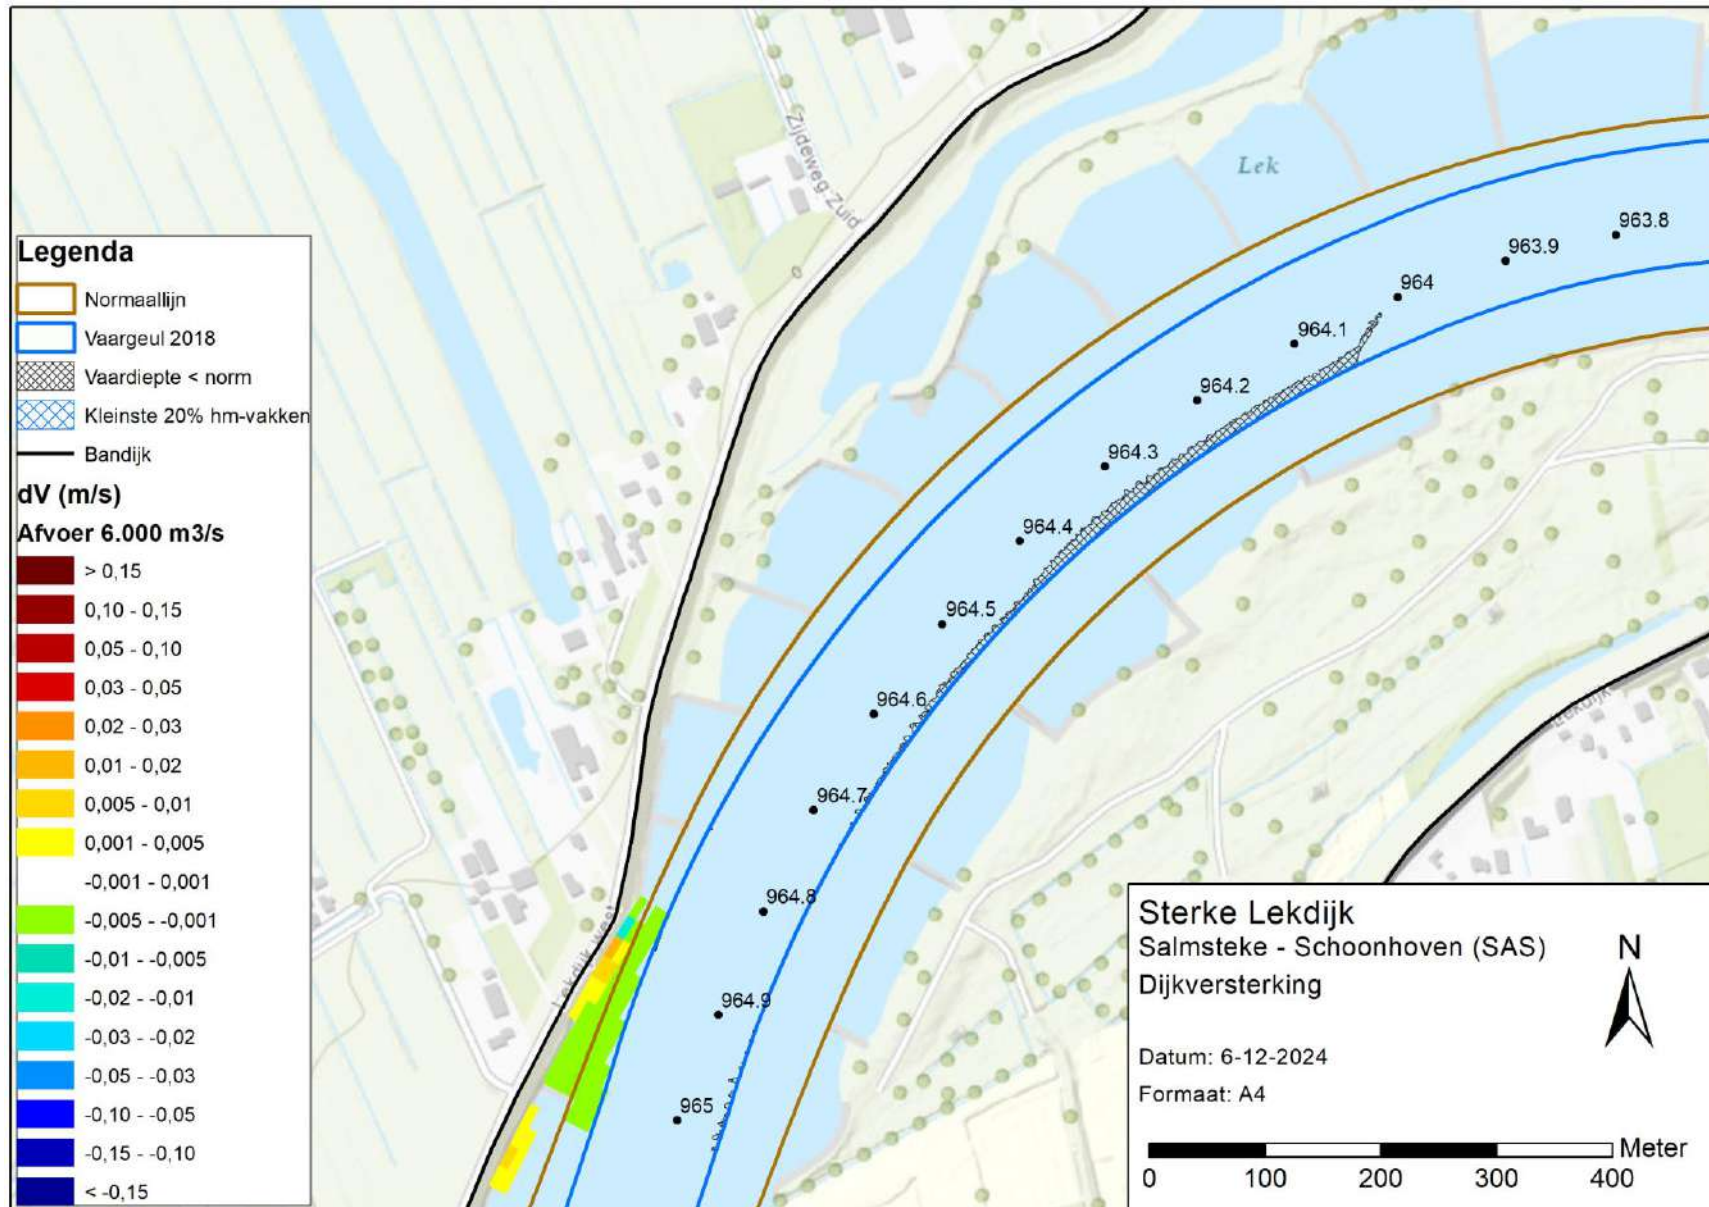 Zijdeweg-Zuid
Lek
963.8
963.9
964
964.1
964.2
964.3
964.4
964.5
964.6
964.7
964.8
964.9
965
Lekdijk west
Legenda
Normaallijn
Vaargeul 2018
Vaardiepte < norm
Kleinste 20% hm-vakken
Bandijk
dV (m/s)
Afvoer 6.000 m3/s
> 0,15
0,10 - 0,15
0,05 - 0,10
0,03 - 0,05
0,02 - 0,03
0,01 - 0,02
0,005 - 0,01
0,001 - 0,005
-0,001 - 0,001
-0,005 - -0,001
-0,01 - -0,005
-0,02 - -0,01
-0,03 - -0,02
-0,05 - -0,03
-0,10 - -0,05
-0,15 - -0,10
< -0,15
Sterke Lekdijk
Salmsteke - Schoonhoven (SAS)
Dijkversterking
N
Datum: 6-12-2024
Formaat: A4
Meter
0 100 200 300 400